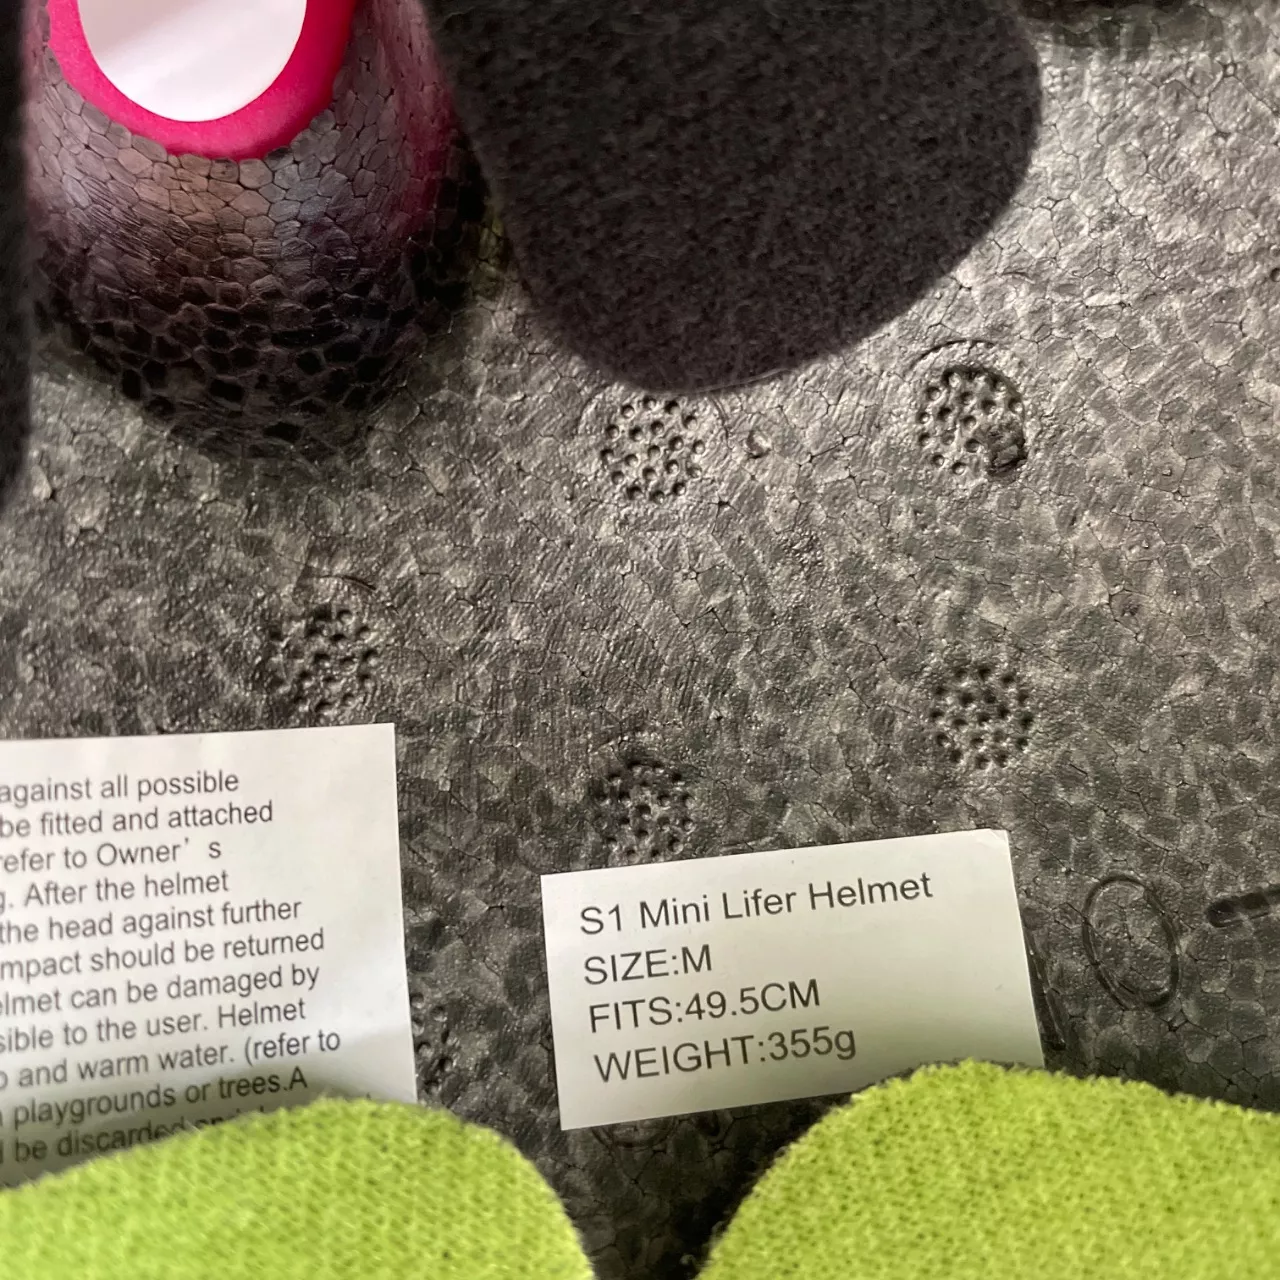 against all possible
be fitted and attached
refer to Owner's
g. After the helmet
the head against further
mpact should be returned
elmet can be damaged by
sible to the user. Helmet
p and warm water. (refer to
playgrounds or trees.A
be discarded
S1 Mini Lifer Helmet
SIZE:M
FITS:49.5CM
WEIGHT:355g